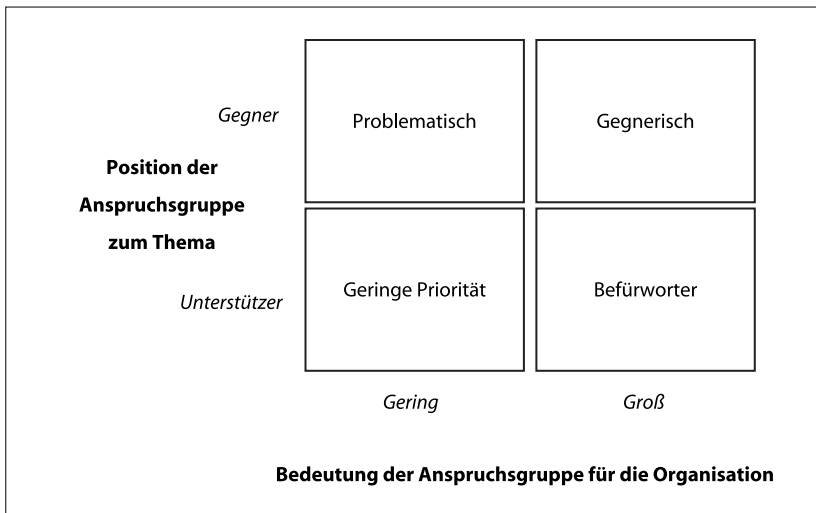 Gegner
Problematisch
Gegnerisch
Position der
Anspruchsgruppe
zum Thema
Unterstützer
Geringe Priorität
Befürworter
Gering
Groß
Bedeutung der Anspruchsgruppe für die Organisation